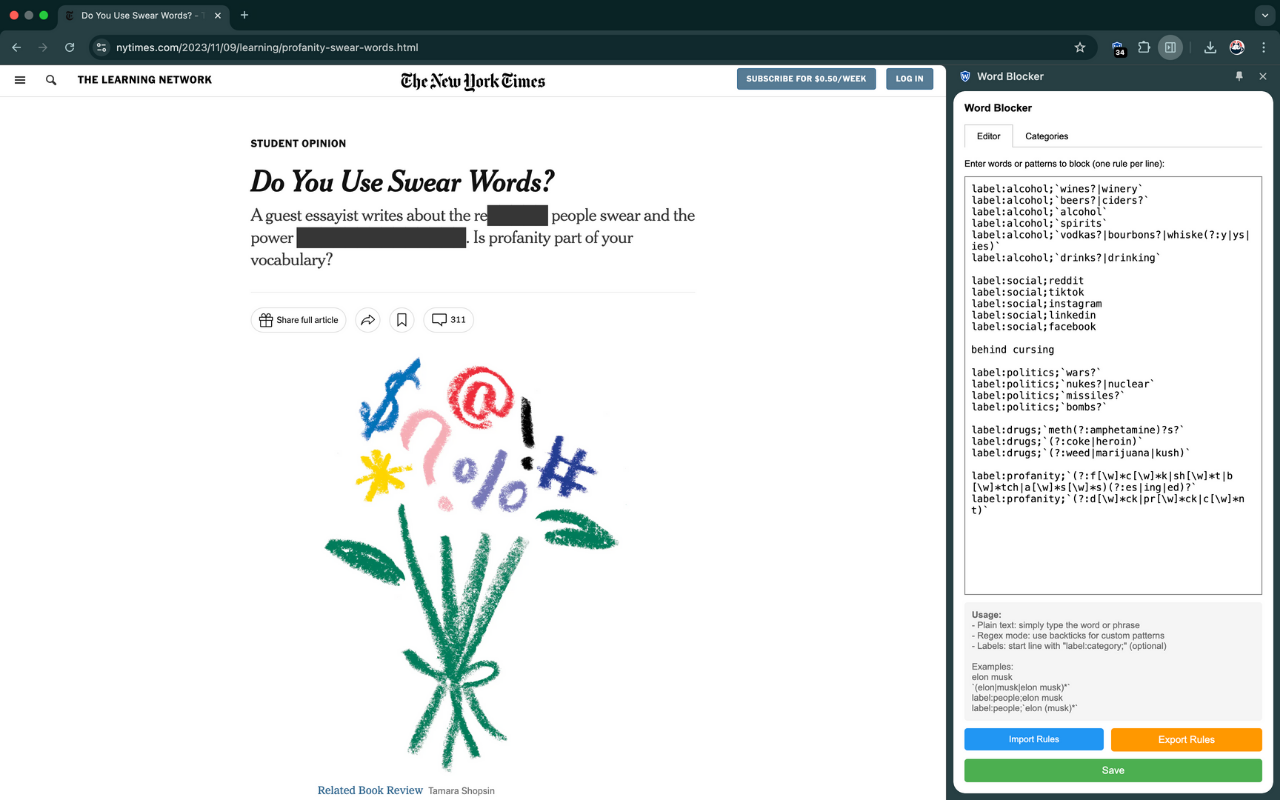 Do You Use Swear Words? - T
nytimes.com/2023/11/09/learning/profanity-swear-words.html
34
THE LEARNING NETWORK
The New York Times
SUBSCRIBE FOR $0.50/WEEK
LOG IN
STUDENT OPINION
Do You Use Swear Words?
A guest essayist writes about the re people swear and the
power . Is profanity part of your
vocabulary?
Share full article
311
$ @ ! ? * % #
Related Book Review Tamara Shopsin
Word Blocker
Word Blocker
Editor Categories
Enter words or patterns to block (one rule per line):
label:alcohol;`wines?|winery`
label:alcohol;`beers?|ciders?`
label:alcohol;`alcohol`
label:alcohol;`spirits`
label:alcohol;`vodkas?|bourbons?|whiske(?:y|ys|
ies)`
label:alcohol;`drinks?|drinking`
label:social;reddit
label:social;tiktok
label:social;instagram
label:social;linkedin
label:social;facebook
behind cursing
label:politics;`wars?`
label:politics;`nukes?|nuclear`
label:politics;`missiles?`
label:politics;`bombs?`
label:drugs;`meth(?:amphetamine)?s?`
label:drugs;`(?:coke|heroin)`
label:drugs;`(?:weed|marijuana|kush)`
label:profanity;`(?:f[\w]*c[\w]*k|sh[\w]*t|b
[\w]*tch|a[\w]*s[\w]*s)(?:es|ing|ed)?`
label:profanity;`(?:d[\w]*ck|pr[\w]*ck|c[\w]*n
t)`
Usage:
- Plain text: simply type the word or phrase
- Regex mode: use backticks for custom patterns
- Labels: start line with "label:category;" (optional)
Examples:
elon musk
`(elon|musk|elon musk)*`
label:people;elon musk
label:people;`elon (musk)*`
Import Rules
Export Rules
Save